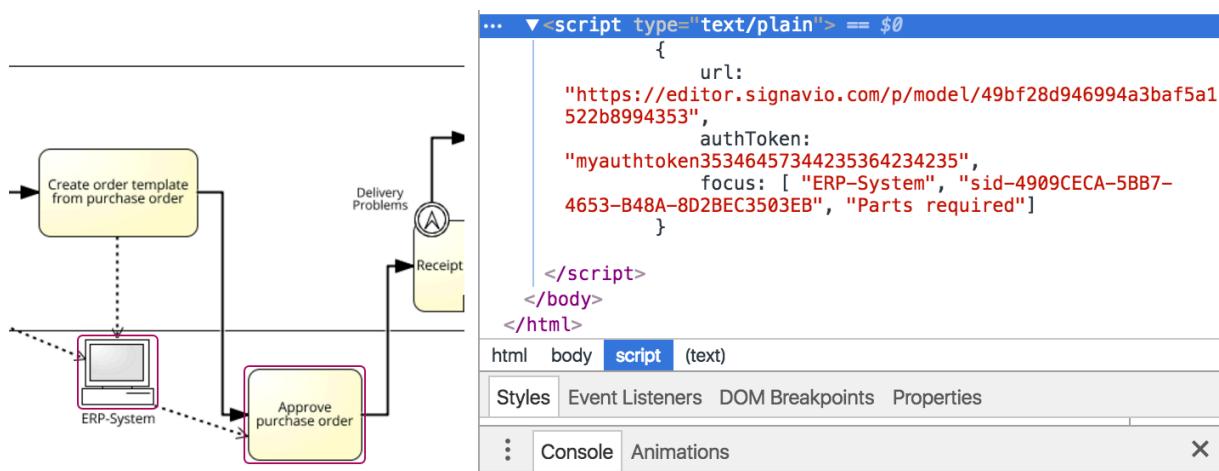 Create order template
from purchase order
Delivery
Problems
Receipt
ERP-System
Approve
purchase order
… ▼<script type="text/plain"> == $0
{
url:
"https://editor.signavio.com/p/model/49bf28d946994a3baf5a1
522b8994353",
authToken:
"myauthtoken35346457344235364234235",
focus: [ "ERP-System", "sid-4909CECA-5BB7-
4653-B48A-8D2BEC3503EB", "Parts required"]
}
</script>
</body>
</html>
html body script (text)
Styles Event Listeners DOM Breakpoints Properties
Console Animations